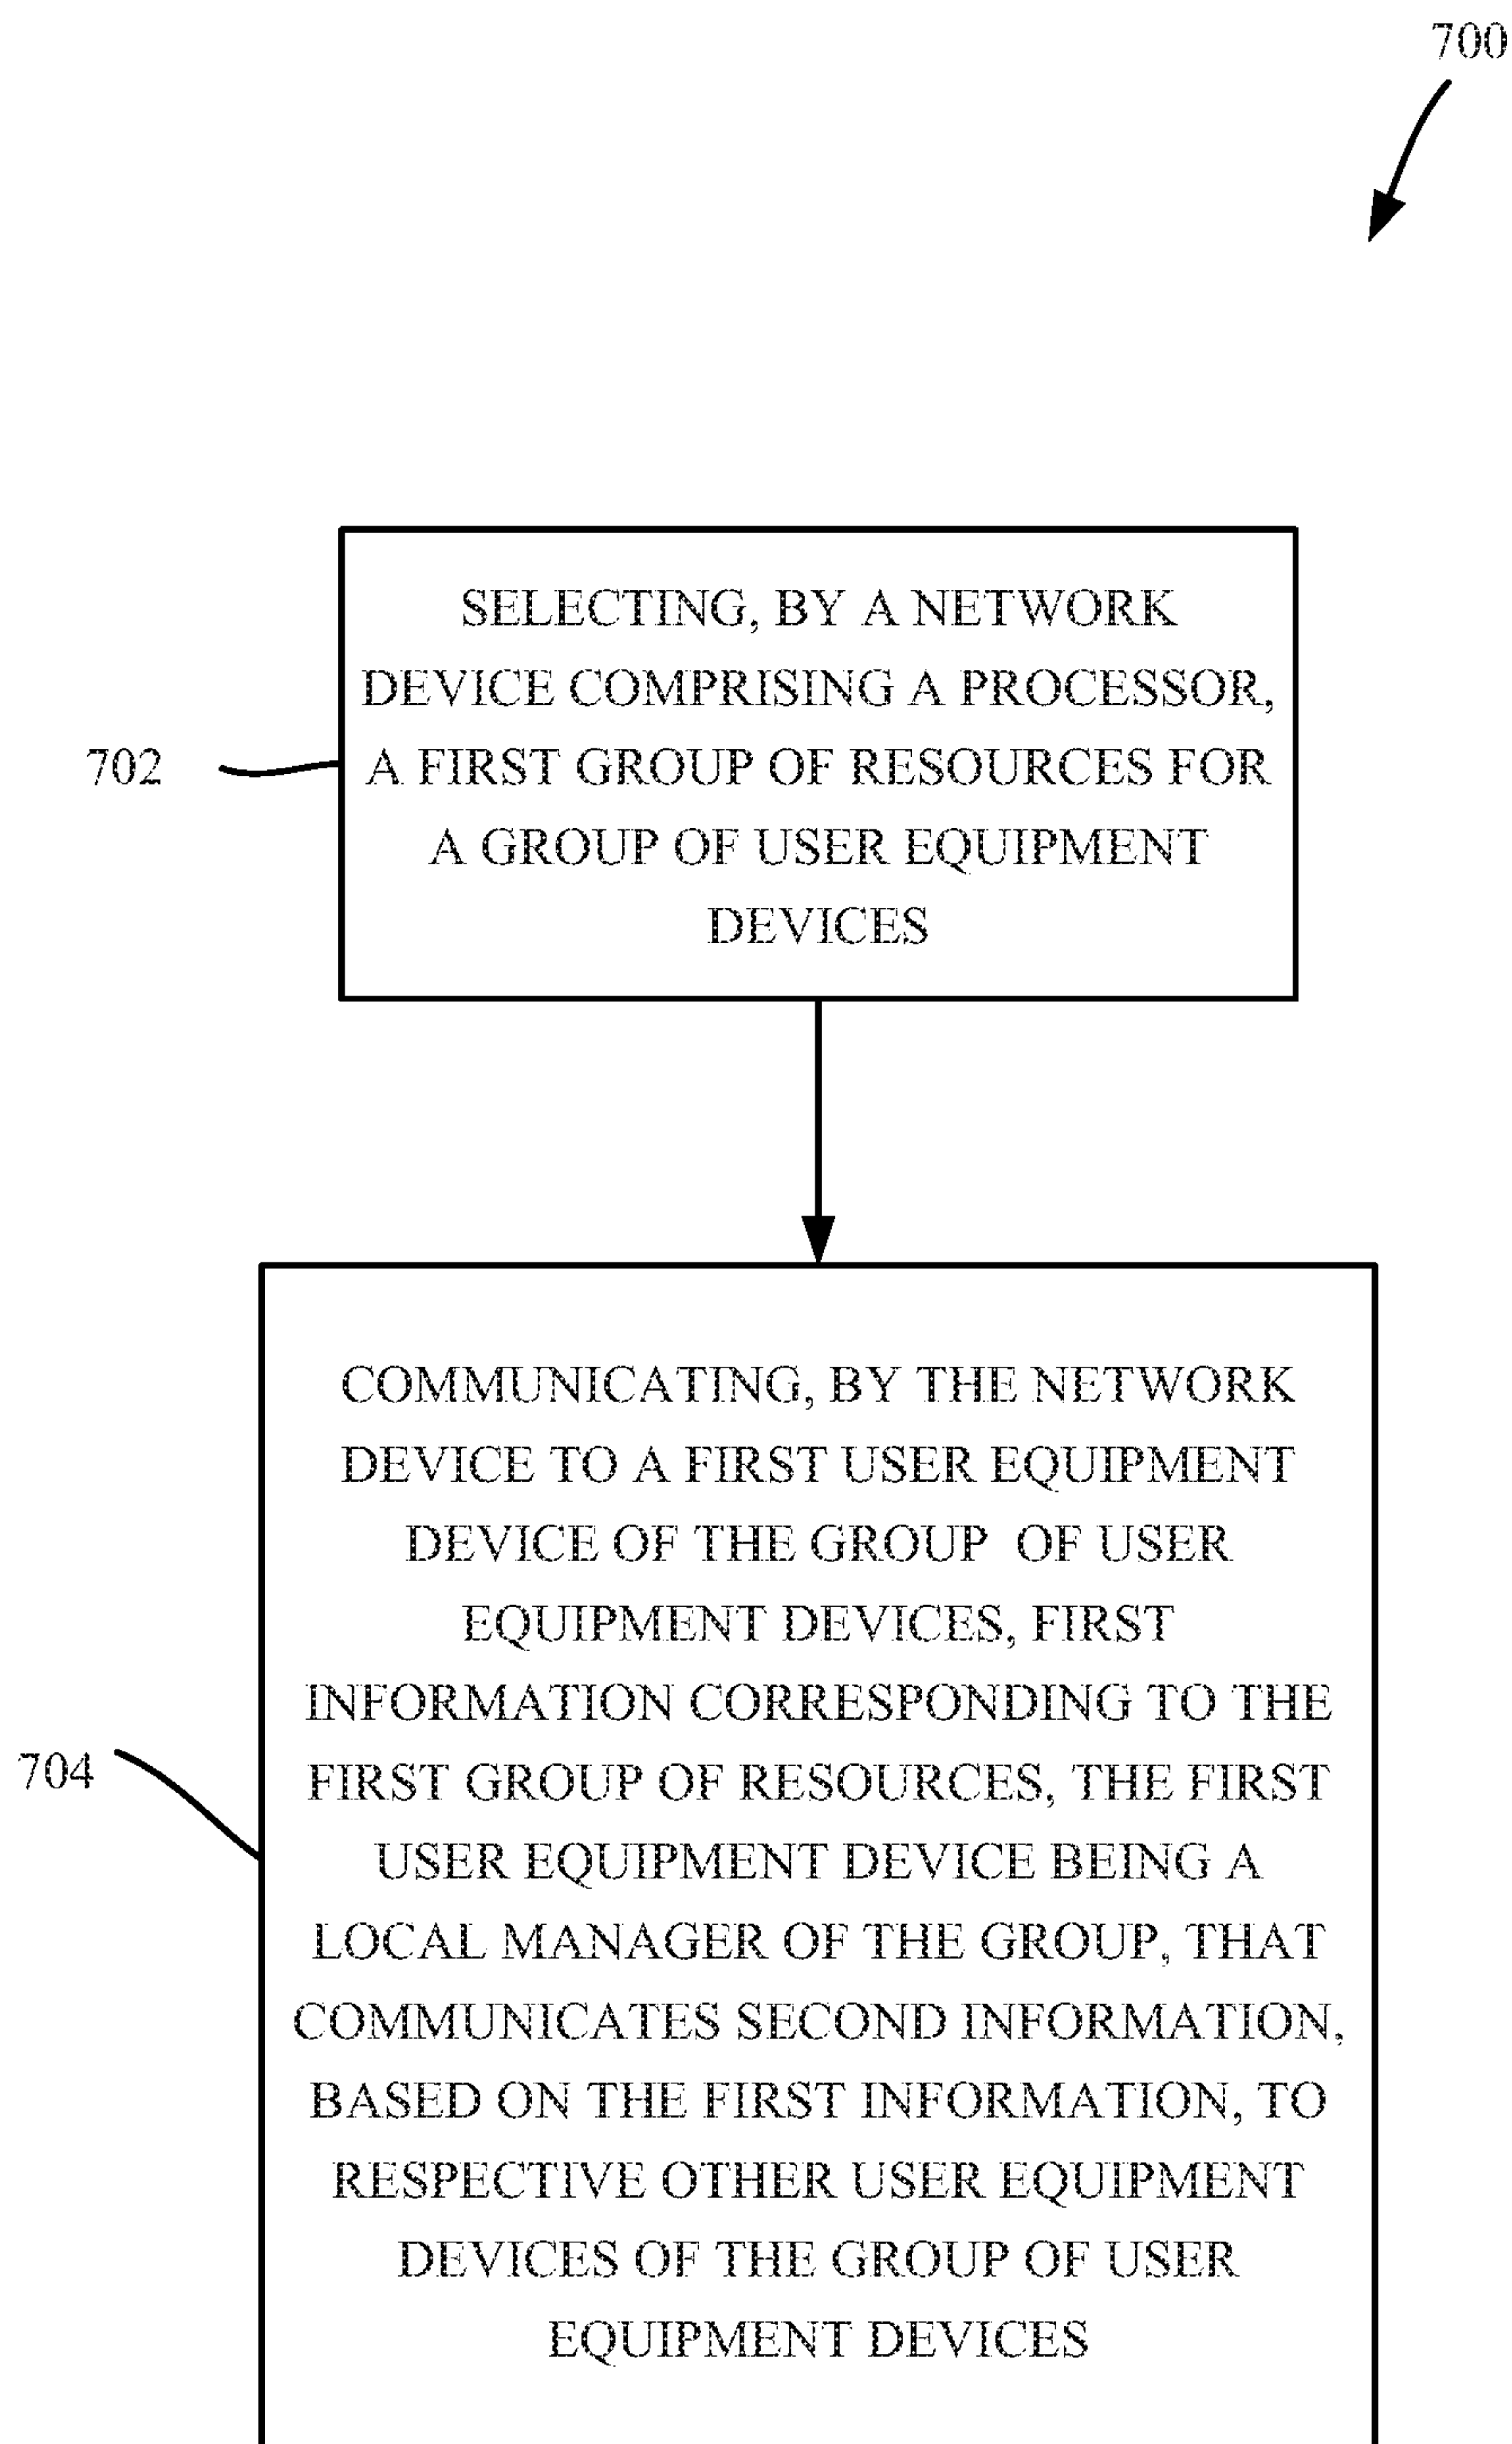 700
SELECTING, BY A NETWORK
DEVICE COMPRISING A PROCESSOR,
702
A FIRST GROUP OF RESOURCES FOR
A GROUP OF USER EQUIPMENT
DEVICES
COMMUNICATING, BY THE NETWORK
DEVICE TO A FIRST USER EQUIPMENT
DEVICE OF THE GROUP OF USER
EQUIPMENT DEVICES, FIRST
INFORMATION CORRESPONDING TO THE
704
FIRST GROUP OF RESOURCES, THE FIRST
USER EQUIPMENT DEVICE BEING A
LOCAL MANAGER OF THE GROUP, THAT
COMMUNICATES SECOND INFORMATION,
BASED ON THE FIRST INFORMATION, TO
RESPECTIVE OTHER USER EQUIPMENT
DEVICES OF THE GROUP OF USER
EQUIPMENT DEVICES